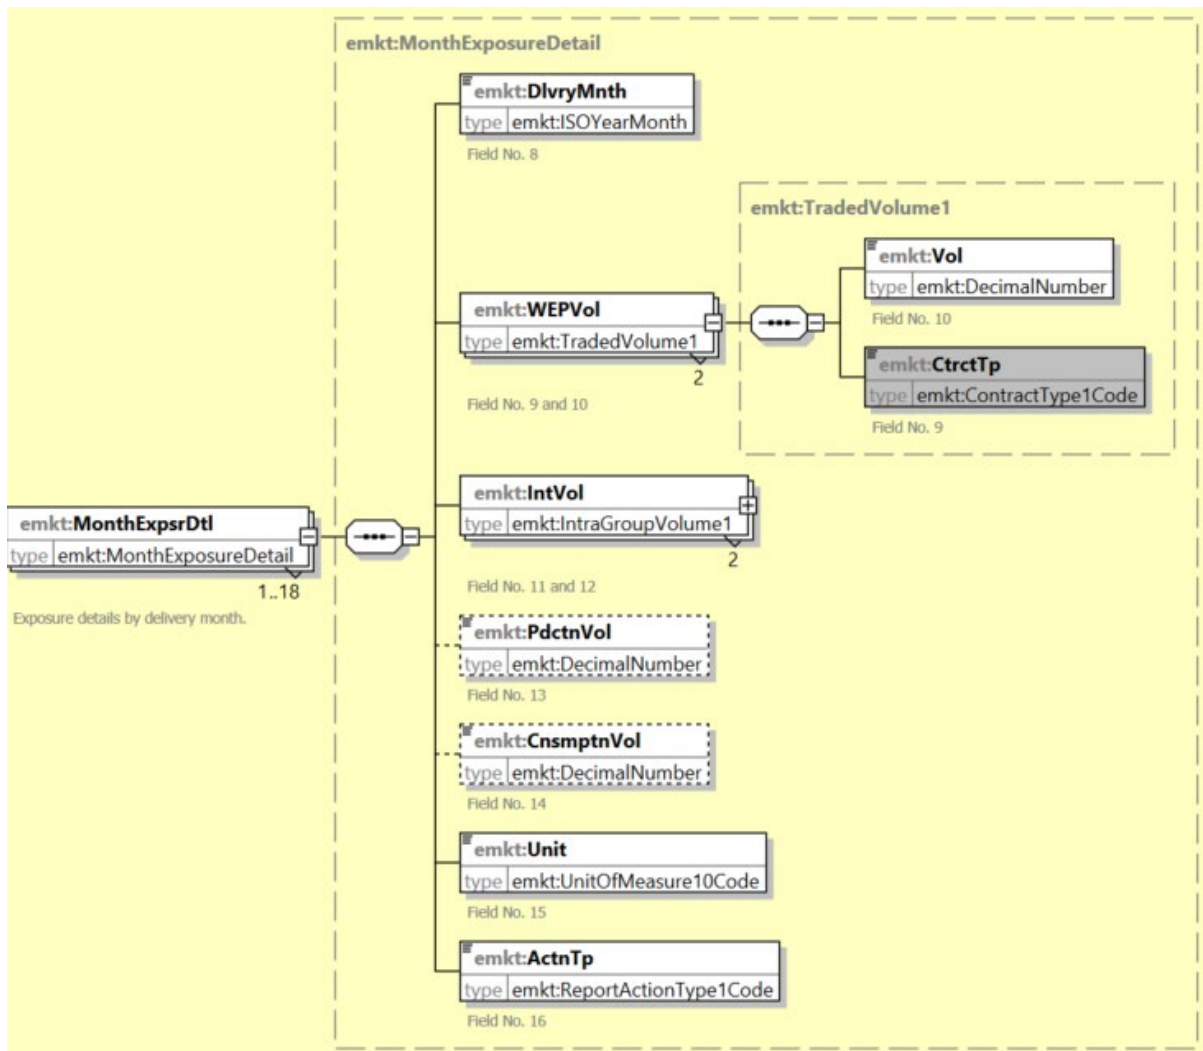 emkt:MonthExposureDetail
emkt:DlvryMnth
type emkt:ISOYearMonth
Field No. 8
emkt:TradedVolume1
emkt:Vol
type emkt:DecimalNumber
Field No. 10
emkt:WEPVol
type emkt:TradedVolume1
2
Field No. 9 and 10
emkt:CtrctTp
type emkt:ContractType1Code
Field No. 9
emkt:IntVol
type emkt:IntraGroupVolume1
2
Field No. 11 and 12
emkt:MonthExpsrDtl
type emkt:MonthExposureDetail
1..18
Exposure details by delivery month.
emkt:PdctnVol
type emkt:DecimalNumber
Field No. 13
emkt:CnsmptnVol
type emkt:DecimalNumber
Field No. 14
emkt:Unit
type emkt:UnitOfMeasure10Code
Field No. 15
emkt:ActnTp
type emkt:ReportActionType1Code
Field No. 16